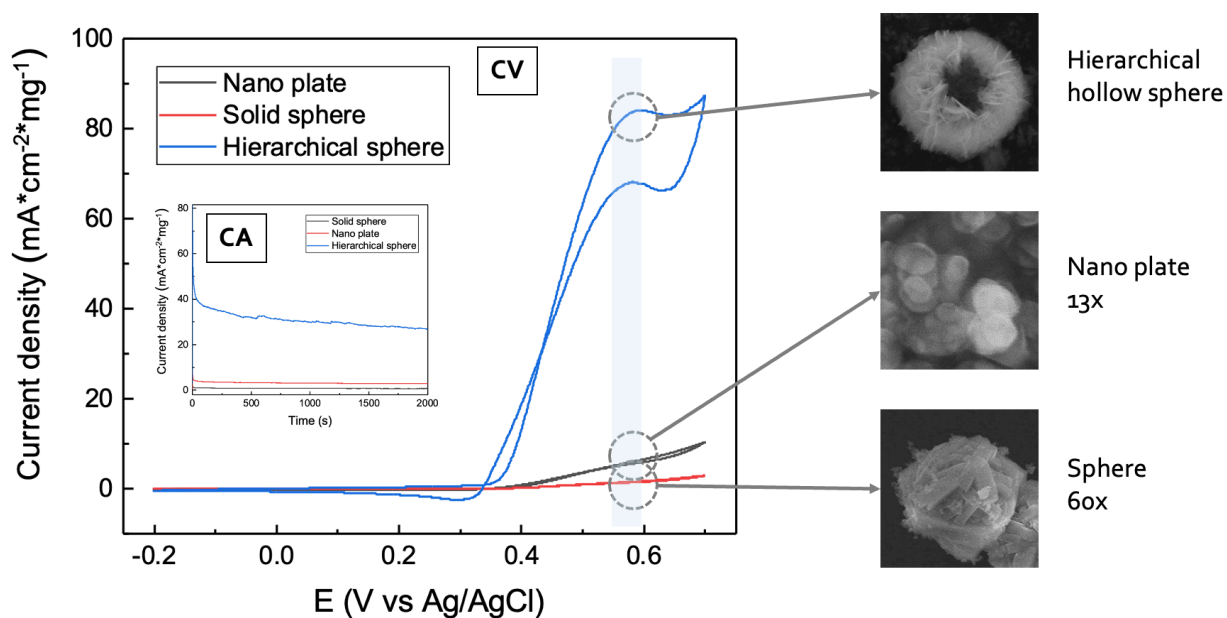 CV
Nano plate
Solid sphere
Hierarchical sphere
Current density (mA*cm-2*mg-1)
100
80
60
40
20
0
-0.2
0.0
0.2
0.4
0.6
E (V vs Ag/AgCl)
CA
Solid sphere
Nano plate
Hierarchical sphere
Current density (mA*cm-2*mg-1)
80
60
40
20
0
0
500
1000
1500
2000
Time (s)
Hierarchical
hollow sphere
Nano plate
13x
Sphere
60x